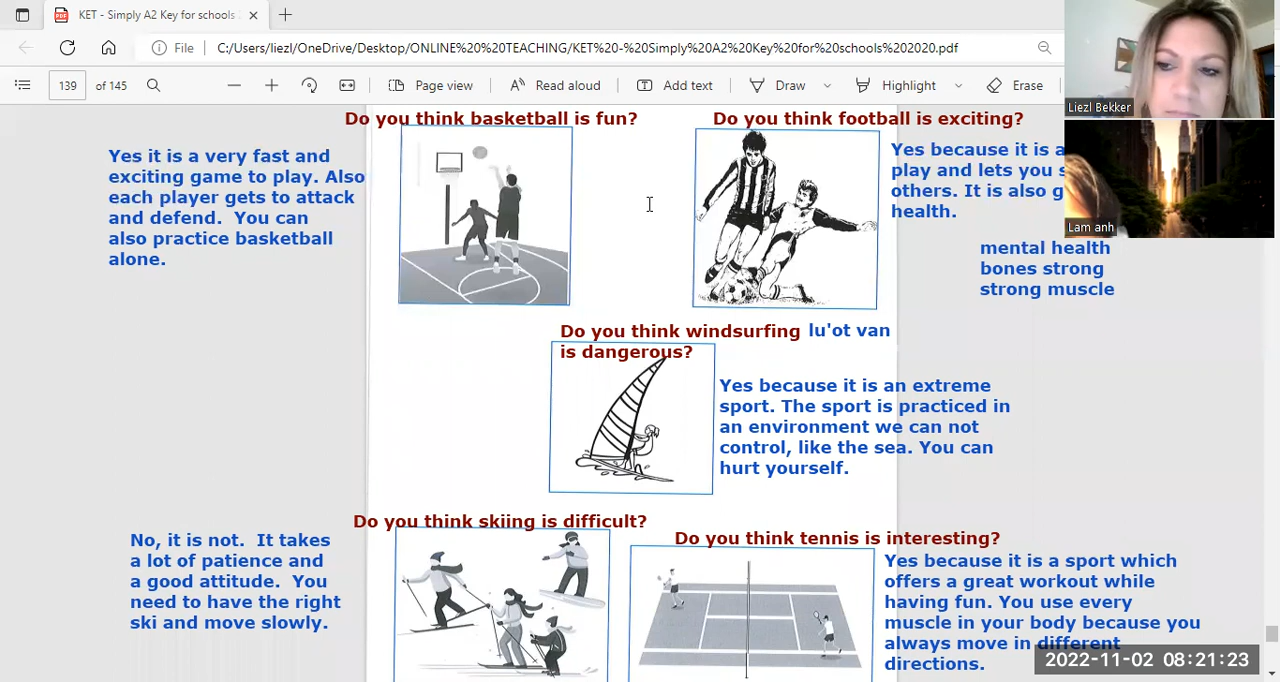 KET - Simply A2 Key for schools
File C:/Users/liezl/OneDrive/Desktop/ONLINE%20%20TEACHING/KET%20-%20Simply%20A2%20Key%20for%20schools%202020.pdf
139 of 145 Page view Read aloud Add text Draw Highlight Erase
Liezl Bekker
Lam anh
Do you think basketball is fun?
Yes it is a very fast and
exciting game to play. Also
each player gets to attack
and defend. You can
also practice basketball
alone.
Do you think football is exciting?
Yes because it is a
play and lets you
others. It is also
health.
mental health
bones strong
strong muscle
Do you think windsurfing lu'ot van
is dangerous?
Yes because it is an extreme
sport. The sport is practiced in
an environment we can not
control, like the sea. You can
hurt yourself.
Do you think skiing is difficult?
No, it is not. It takes
a lot of patience and
a good attitude. You
need to have the right
ski and move slowly.
Do you think tennis is interesting?
Yes because it is a sport which
offers a great workout while
having fun. You use every
muscle in your body because you
always move in different
directions.
2022-11-02 08:21:23